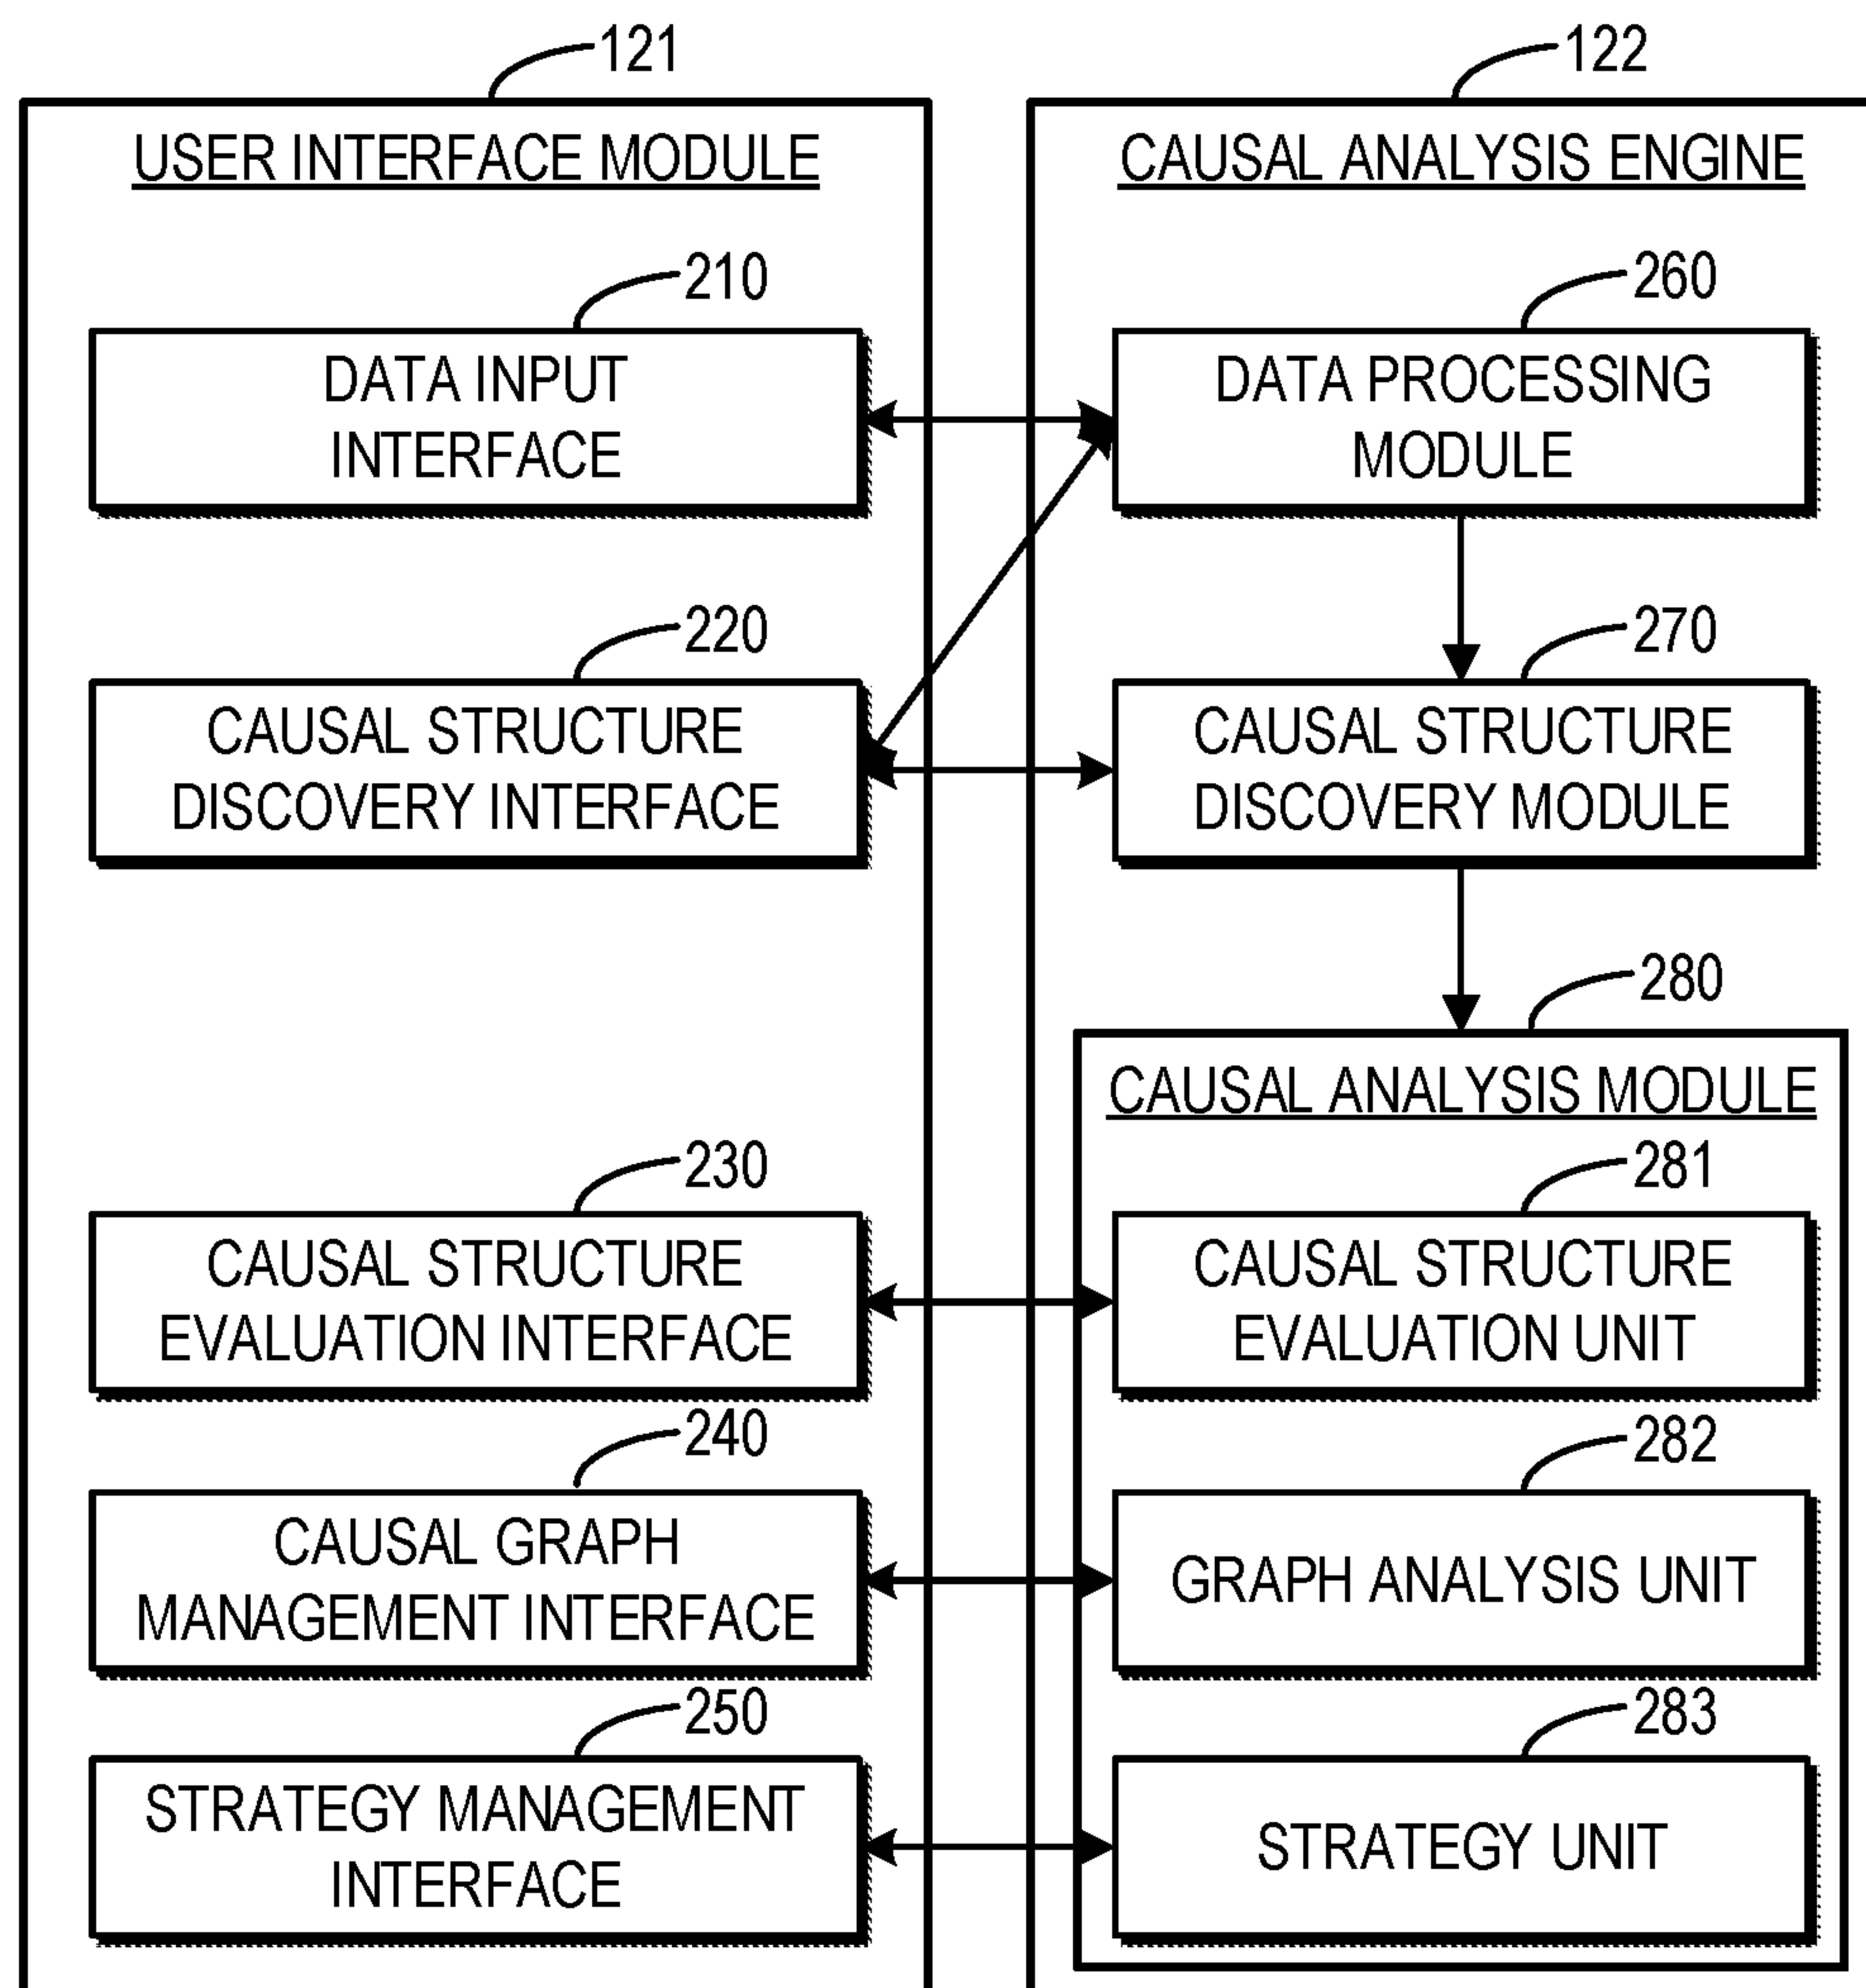 121
USER INTERFACE MODULE
210
DATA INPUT
INTERFACE
220
CAUSAL STRUCTURE
DISCOVERY INTERFACE
230
CAUSAL STRUCTURE
EVALUATION INTERFACE
240
CAUSAL GRAPH
MANAGEMENT INTERFACE
250
STRATEGY MANAGEMENT
INTERFACE
122
CAUSAL ANALYSIS ENGINE
260
DATA PROCESSING
MODULE
270
CAUSAL STRUCTURE
DISCOVERY MODULE
280
CAUSAL ANALYSIS MODULE
281
CAUSAL STRUCTURE
EVALUATION UNIT
282
GRAPH ANALYSIS UNIT
283
STRATEGY UNIT